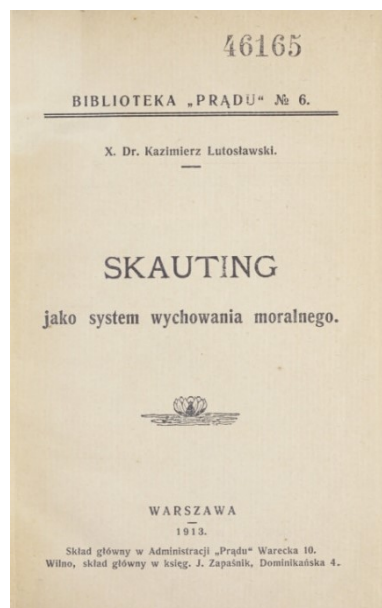 46165
BIBLIOTEKA „PRĄDU“ № 6.
X. Dr. Kazimierz Lutosławski.
SKAUTING
jako system wychowania moralnego.
WARSZAWA
1913.
Skład główny w Administracji „Prądu“ Warecka 10.
Wilno, skład główny w księg. J. Zapaśnik, Dominikańska 4.